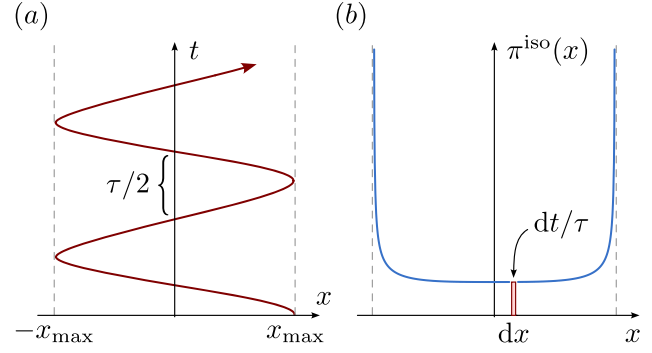 (a)
t
τ/2 {
x
−x_max
x_max
(b)
π^iso(x)
dt/τ
dx
x